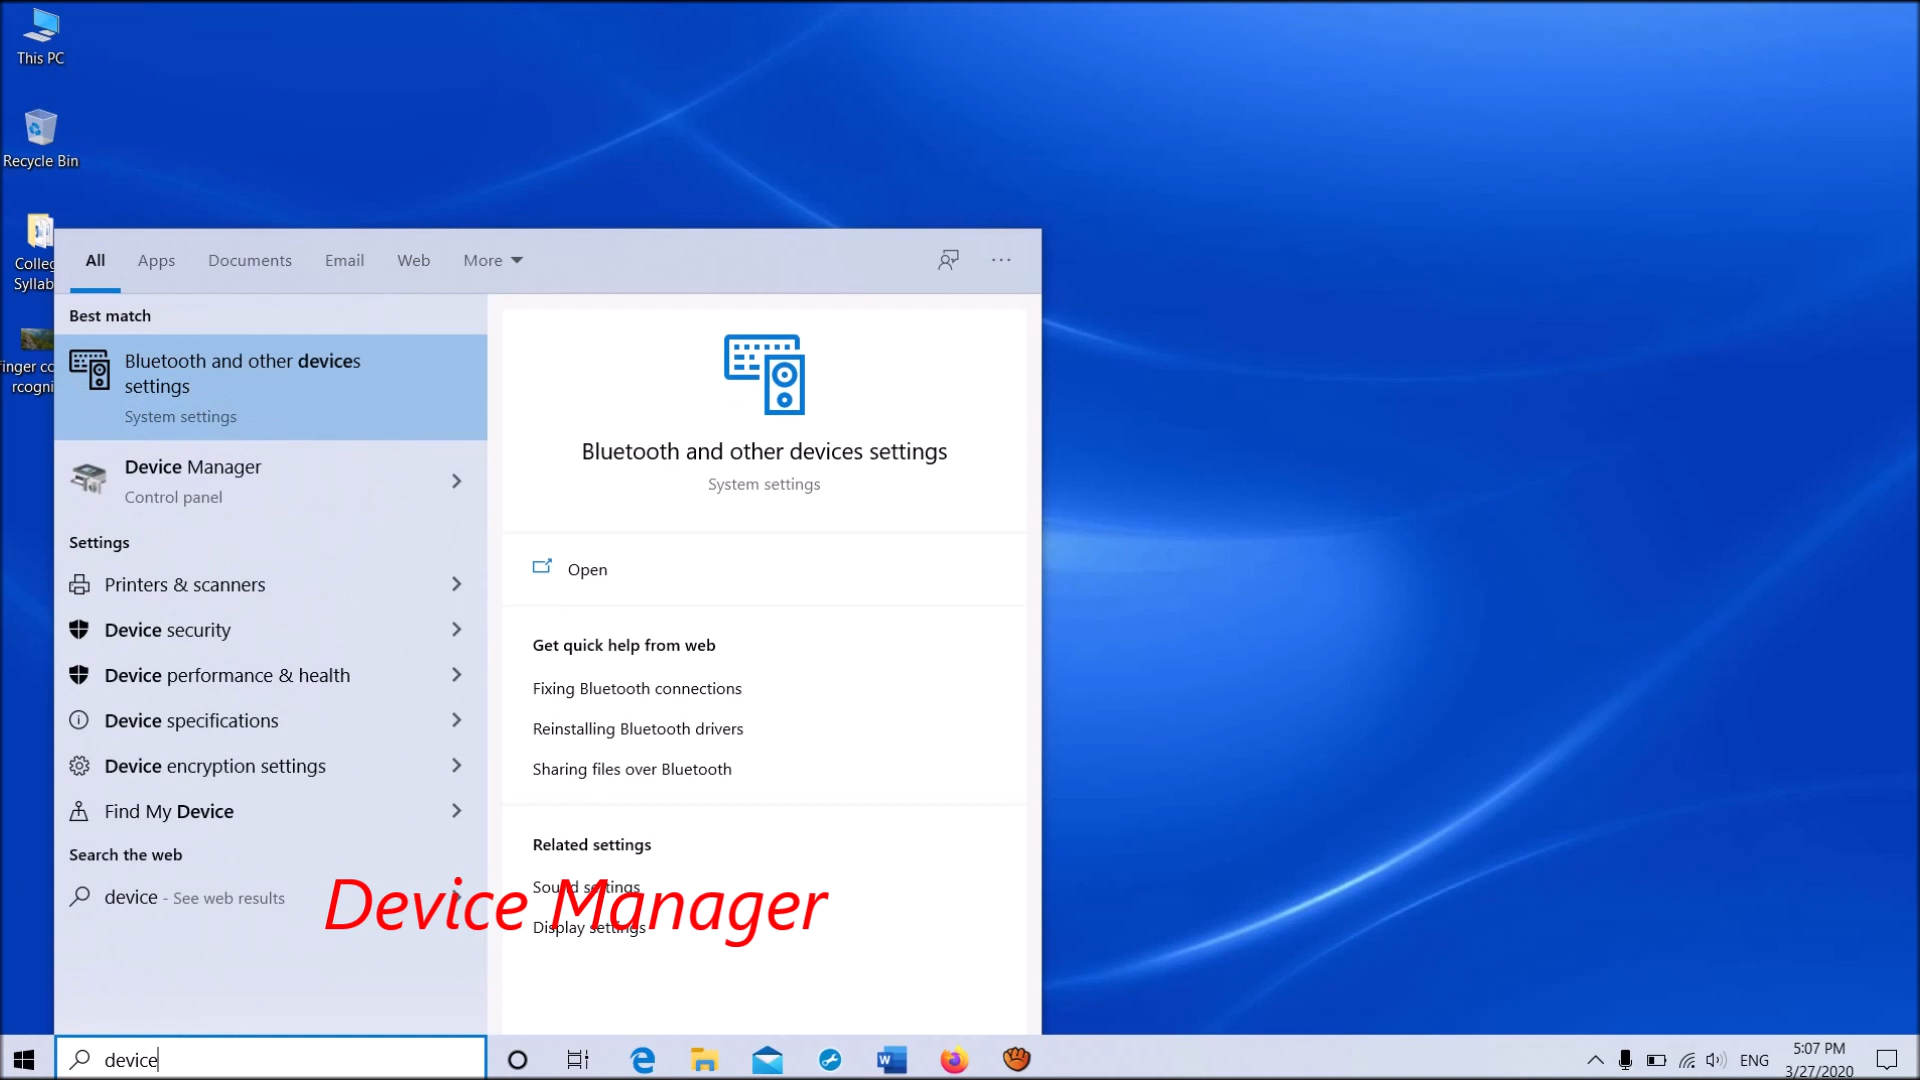 This PC
Recycle Bin
Colleg
Syllab
finger co
rcogni
All Apps Documents Email Web More
Best match
Bluetooth and other devices
settings
System settings
Device Manager
Control panel
Settings
Printers & scanners
Device security
Device performance & health
Device specifications
Device encryption settings
Find My Device
Search the web
device - See web results
Bluetooth and other devices settings
System settings
Open
Get quick help from web
Fixing Bluetooth connections
Reinstalling Bluetooth drivers
Sharing files over Bluetooth
Related settings
Sound settings
Display settings
Device Manager
device
ENG
5:07 PM
3/27/2020